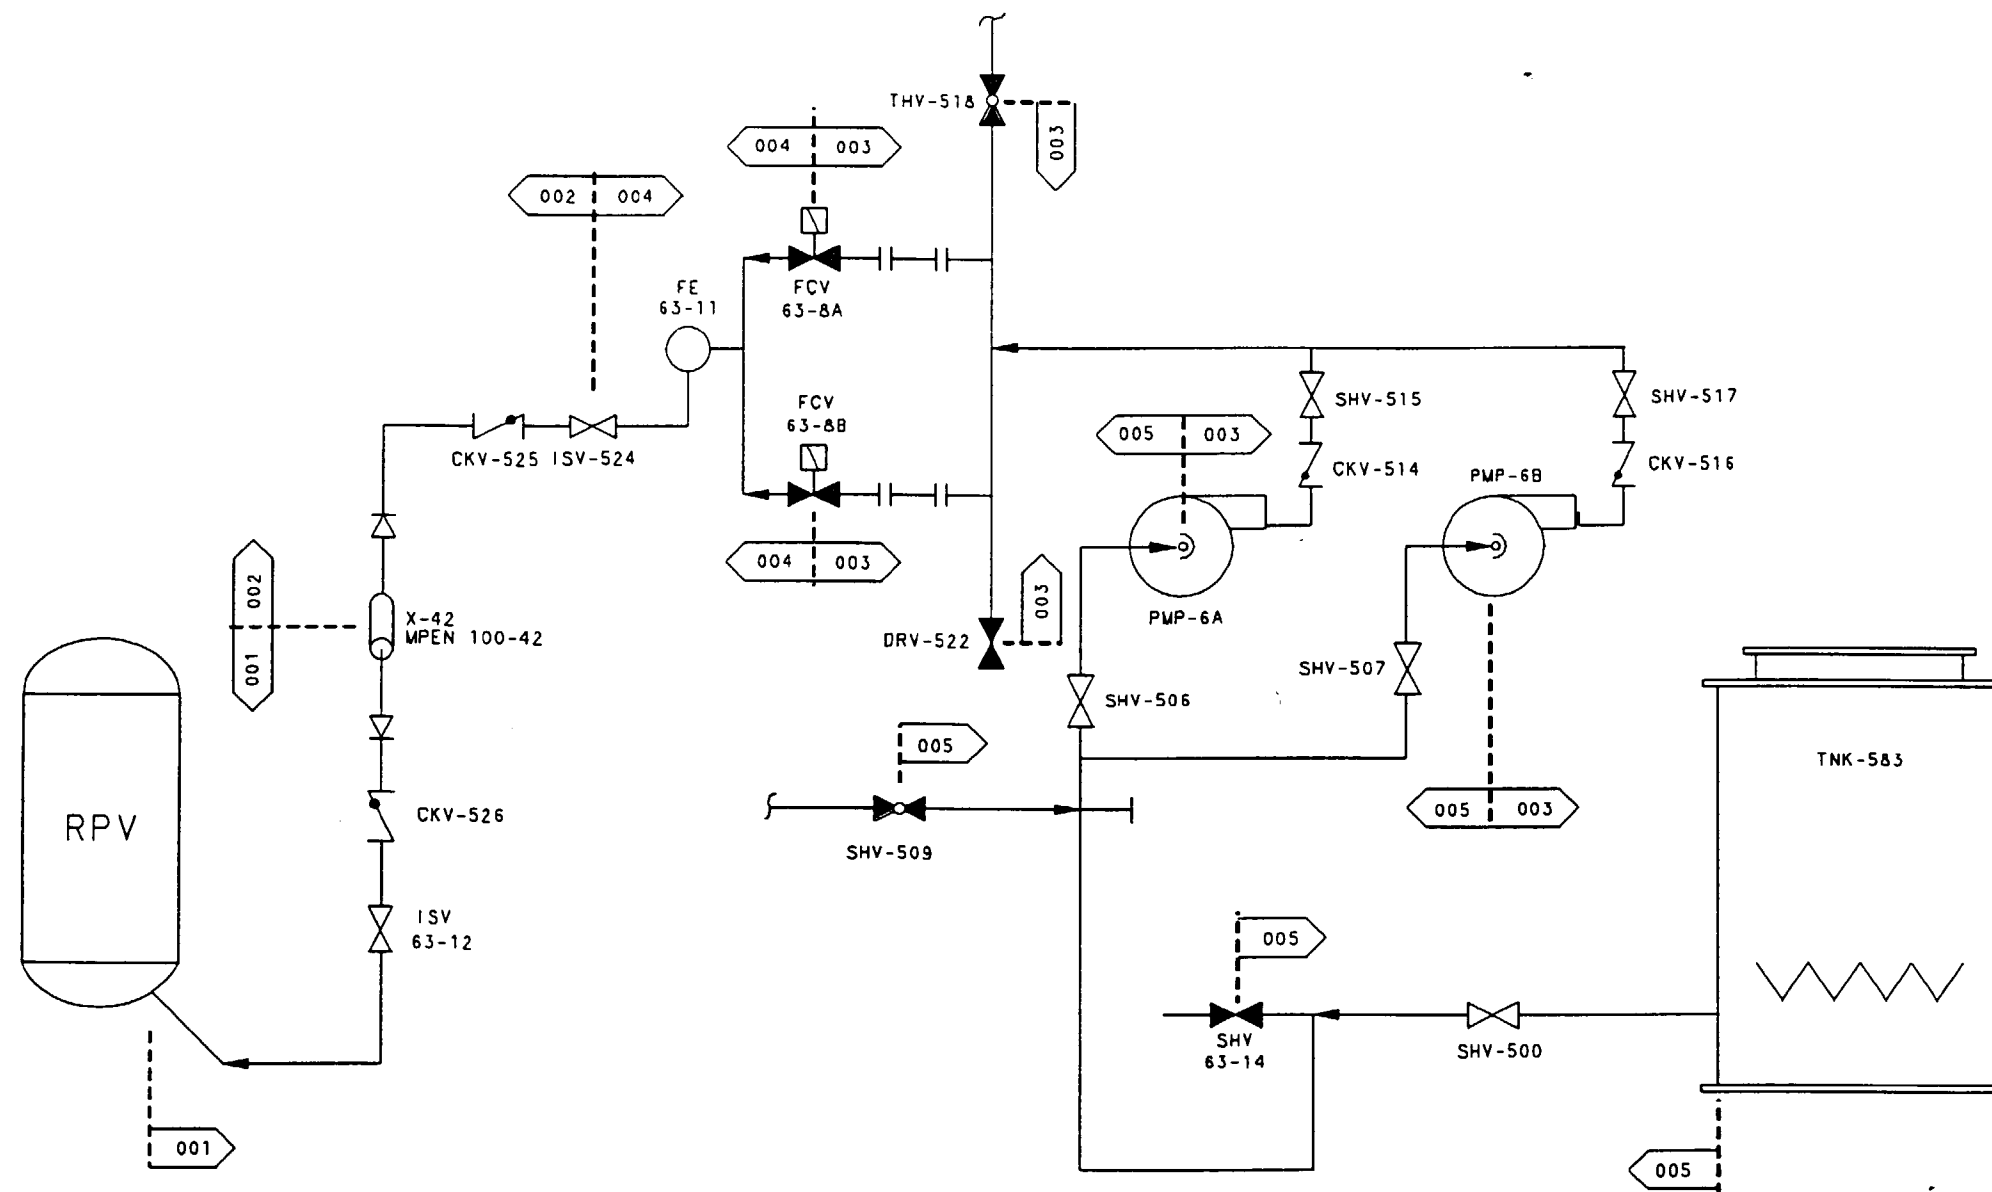 THV-518
003
004 003
002 004
FE
63-11
FCV
63-8A
FCV
63-8B
SHV-515
SHV-517
005 003
CKV-525 ISV-524
CKV-514
CKV-516
PMP-6B
004 003
002
001
X-42
MPEN 100-42
003
PMP-6A
DRV-522
SHV-507
SHV-506
005
TNK-583
005 003
CKV-526
RPV
SHV-509
ISV
63-12
005
SHV
63-14
SHV-500
001
005